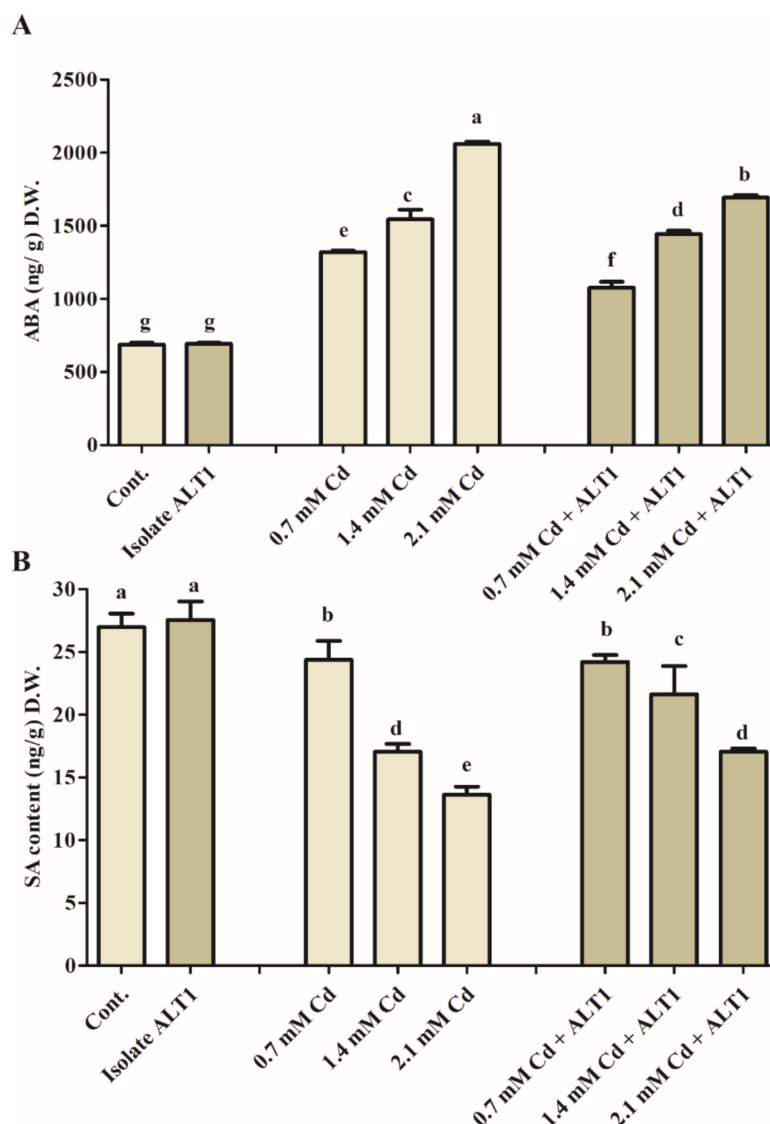 A
ABA (ng/ g) D.W.
2500
2000
1500
1000
500
0
g
g
e
c
a
f
d
b
Cont.
Isolate ALT1
0.7 mM Cd
1.4 mM Cd
2.1 mM Cd
0.7 mM Cd + ALT1
1.4 mM Cd + ALT1
2.1 mM Cd + ALT1
B
SA content (ng/g) D.W.
30
25
20
15
10
5
0
a
a
b
d
e
b
c
d
Cont.
Isolate ALT1
0.7 mM Cd
1.4 mM Cd
2.1 mM Cd
0.7 mM Cd + ALT1
1.4 mM Cd + ALT1
2.1 mM Cd + ALT1